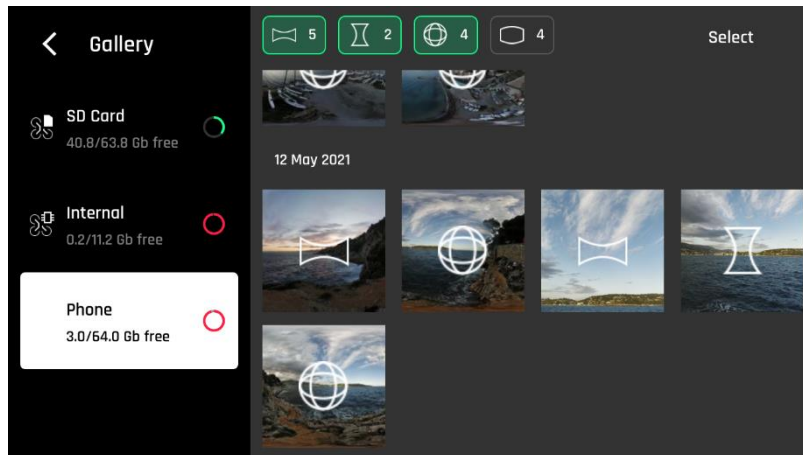 Gallery
5
2
4
4
Select
SD Card
40.8/63.8 Gb free
12 May 2021
Internal
0.2/11.2 Gb free
Phone
3.0/64.0 Gb free